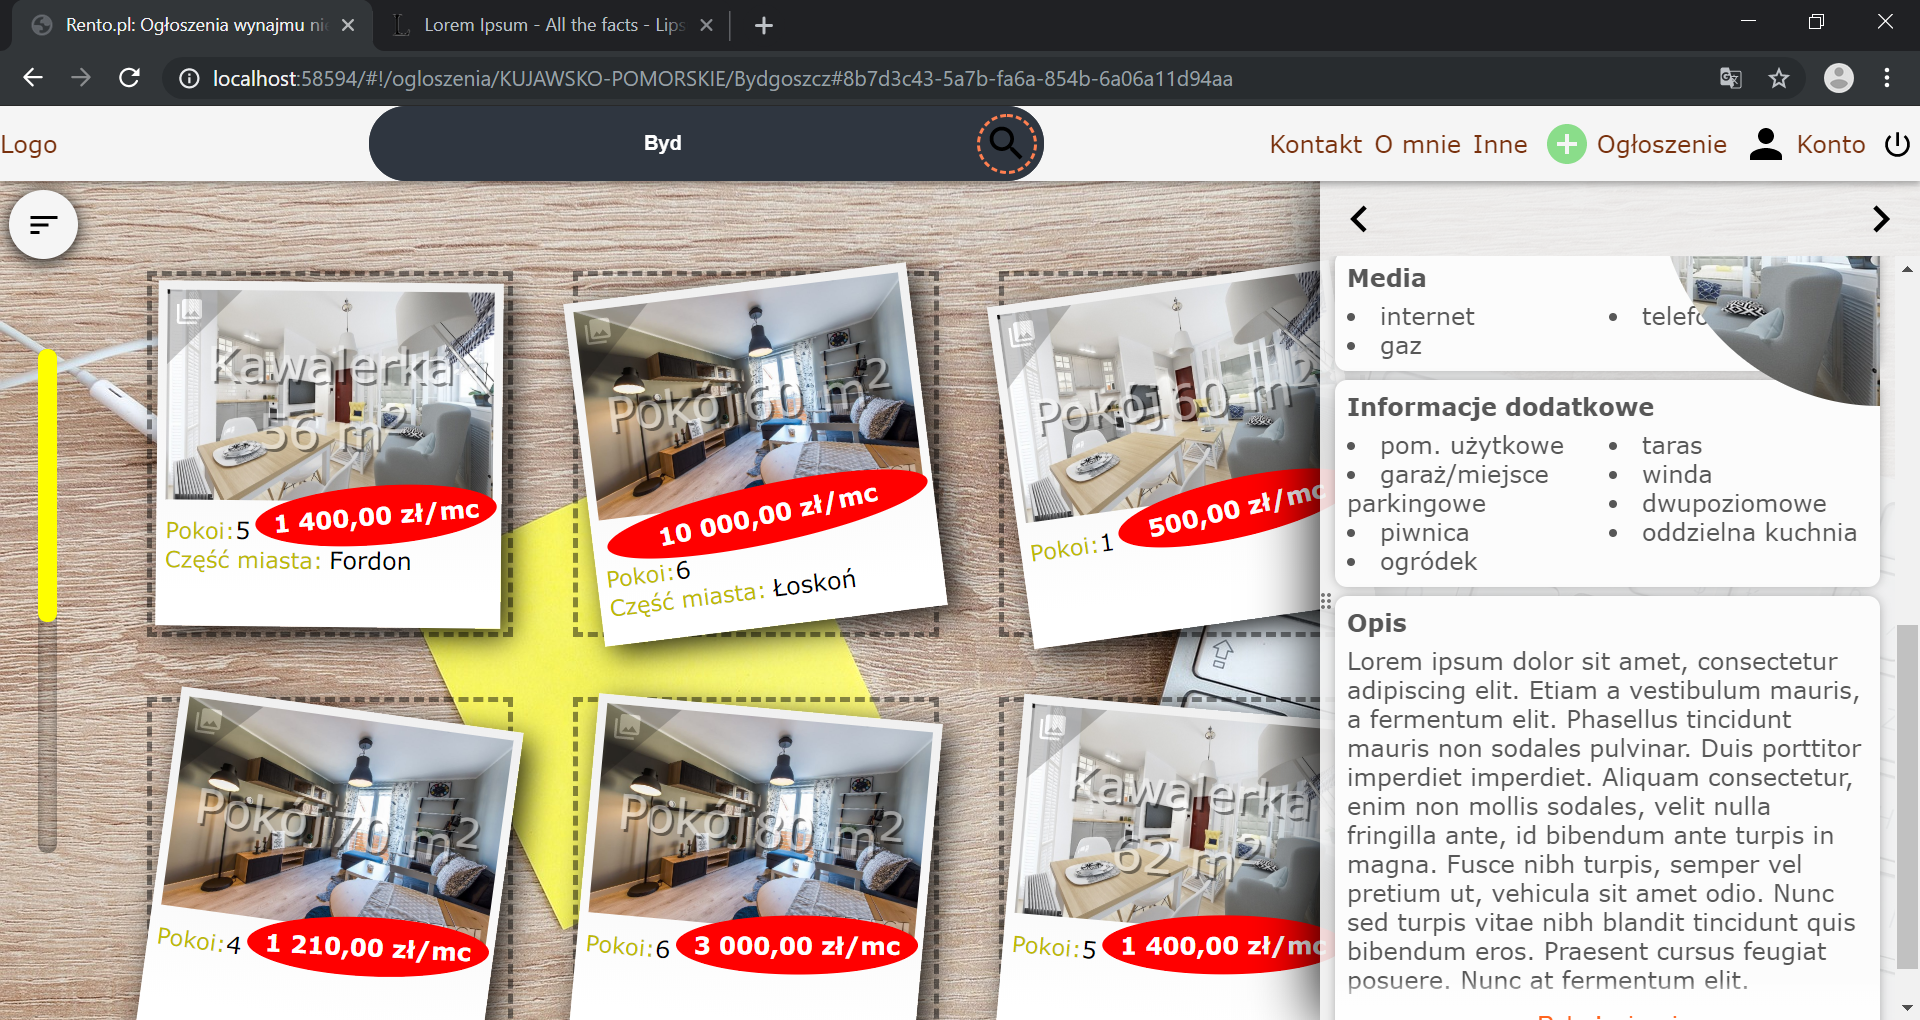 Rento.pl: Ogłoszenia wynajmu
Lorem Ipsum - All the facts - Lips
localhost:58594/#!/ogloszenia/KUJAWSKO-POMORSKIE/Bydgoszcz#8b7d3c43-5a7b-fa6a-854b-6a06a11d94aa
Logo
Byd
Kontakt O mnie Inne
Ogłoszenie
Konto
Kawalerka
56 m²
1 400,00 zł/mc
Pokoi:5
Część miasta: Fordon
Pokój 60 m²
10 000,00 zł/mc
Pokoi:6
Część miasta: Łoskoń
Pokój 60 m²
500,00 zł/mc
Pokoi:1
Pokój 70 m²
Pokoi:4
1 210,00 zł/mc
Pokój 80 m²
Pokoi:6
3 000,00 zł/mc
Kawalerka
62 m²
Pokoi:5
1 400,00 zł/mc
Media
internet
gaz
telefo
Informacje dodatkowe
pom. użytkowe
garaż/miejsce
parkingowe
piwnica
ogródek
taras
winda
dwupoziomowe
oddzielna kuchnia
Opis
Lorem ipsum dolor sit amet, consectetur
adipiscing elit. Etiam a vestibulum mauris,
a fermentum elit. Phasellus tincidunt
mauris non sodales pulvinar. Duis porttitor
imperdiet imperdiet. Aliquam consectetur,
enim non mollis sodales, velit nulla
fringilla ante, id bibendum ante turpis in
magna. Fusce nibh turpis, semper vel
pretium ut, vehicula sit amet odio. Nunc
sed turpis vitae nibh blandit tincidunt quis
bibendum eros. Praesent cursus feugiat
posuere. Nunc at fermentum elit.